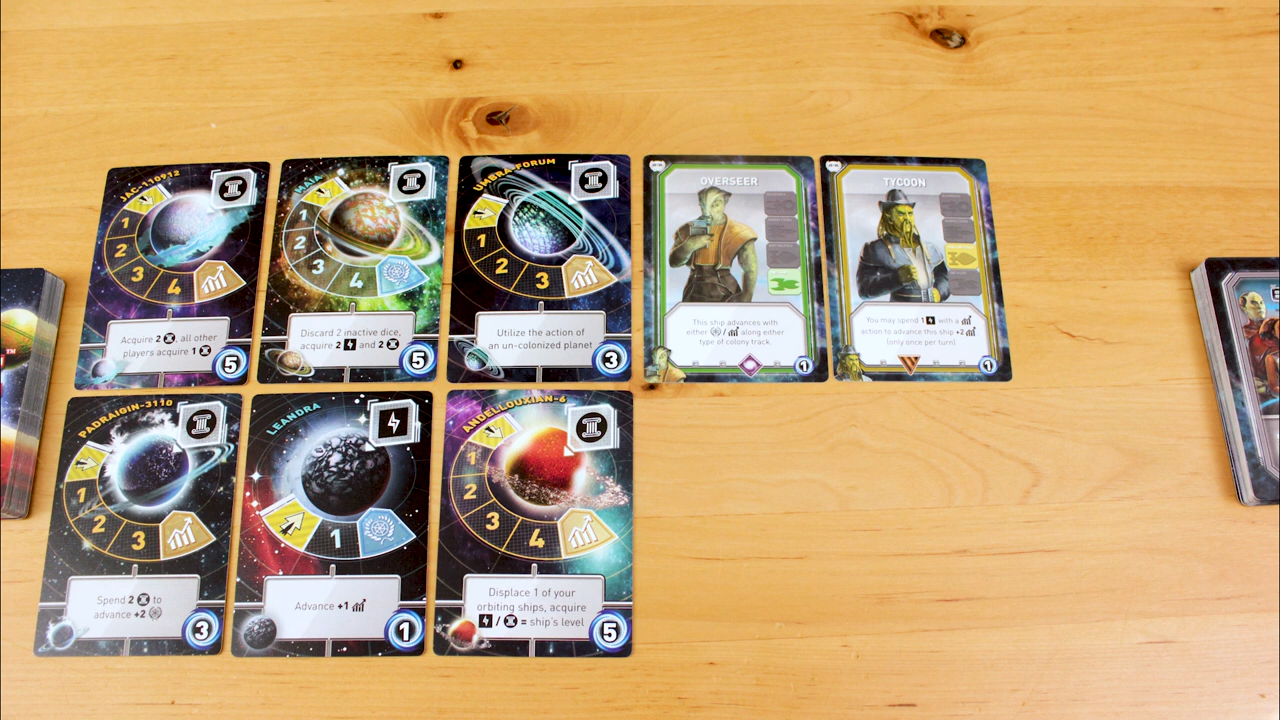 JAC-110912
1
2
3
4
Acquire 2, all other
players acquire 1
5
MAIA
1
2
3
4
Discard 2 inactive dice,
acquire 2 and 2
5
UMBRA-FORUM
1
2
3
Utilize the action of
an un-colonized planet
3
OVERSEER
This ship advances with
either / along either
type of colony track.
1
TYCOON
You may spend 1 with a
action to advance this ship +2
(only once per turn)
1
PADRAIGIN-3110
1
2
3
Spend 2 to
advance +2
3
LEANDRA
1
Advance +1
1
ANDELLOUXIAN-6
1
2
3
4
Displace 1 of your
orbiting ships, acquire
/ = ship's level
5